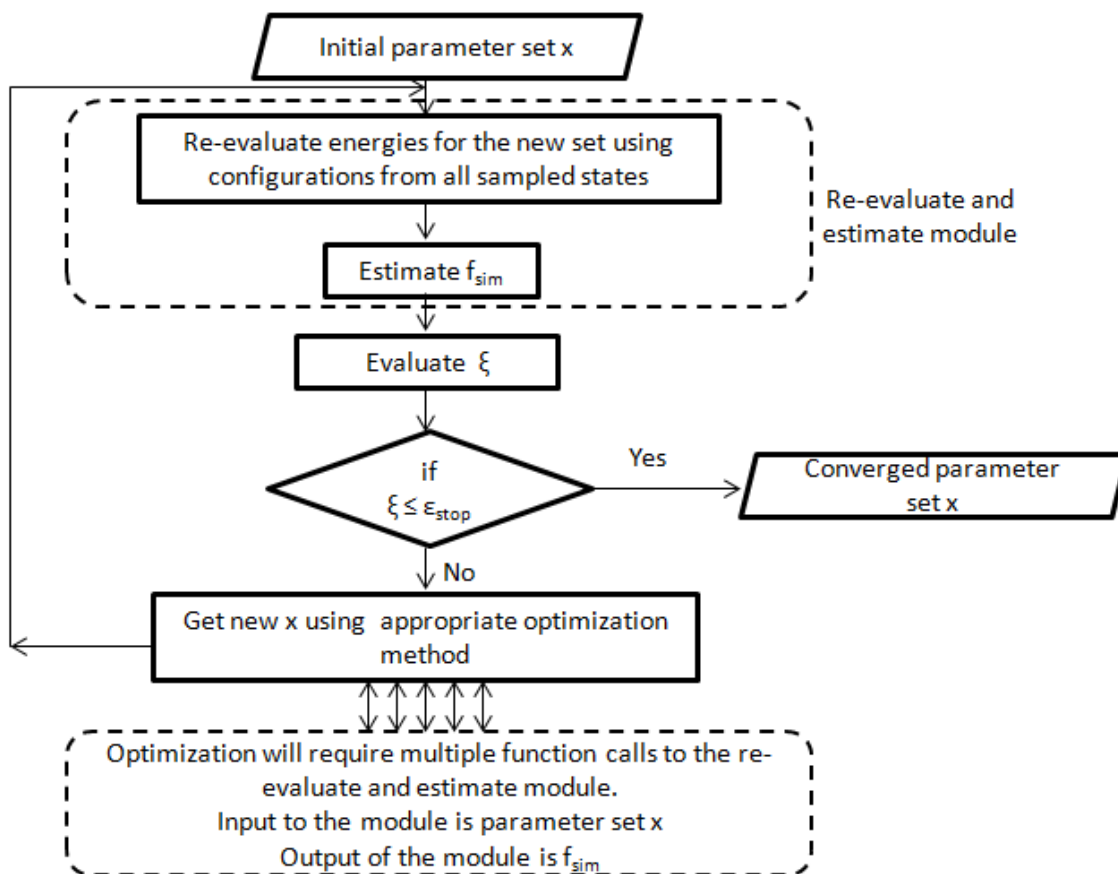 Initial parameter set x
Re-evaluate energies for the new set using
configurations from all sampled states
Re-evaluate and
estimate module
Estimate f_sim
Evaluate ξ
if
ξ ≤ ε_stop
Yes
Converged parameter
set x
No
Get new x using appropriate optimization
method
Optimization will require multiple function calls to the re-
evaluate and estimate module.
Input to the module is parameter set x
Output of the module is f_sim